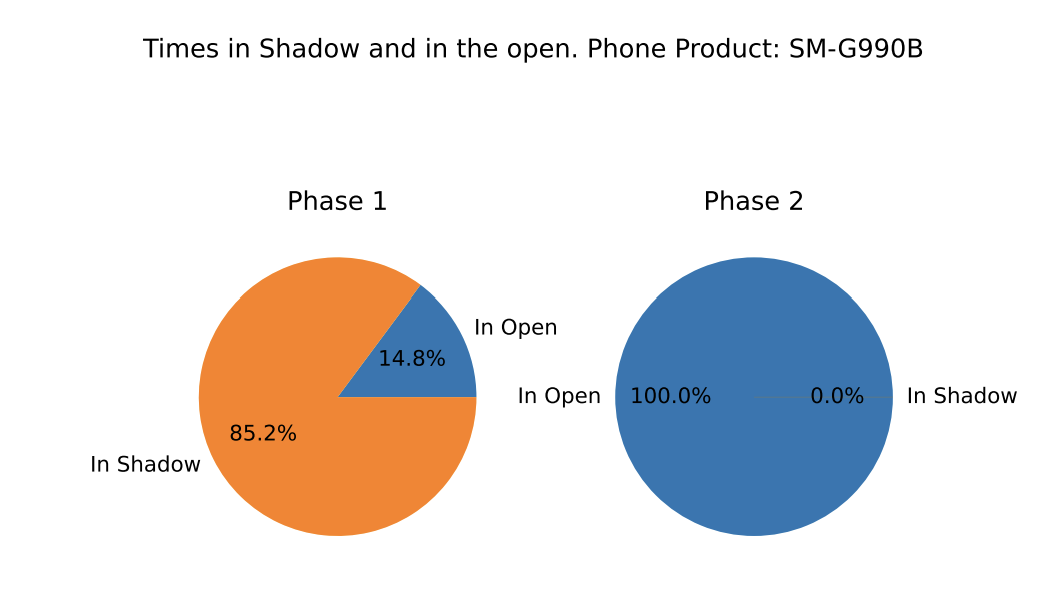 Times in Shadow and in the open. Phone Product: SM-G990B
Phase 1
In Open
14.8%
85.2%
In Shadow
Phase 2
In Open
100.0%
0.0%
In Shadow